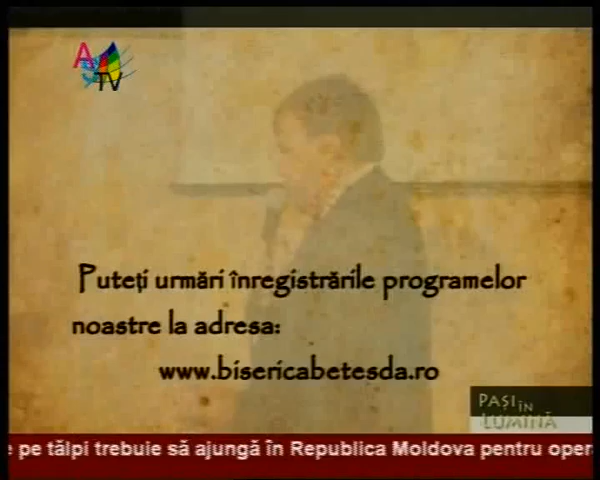 TV
Puteți urmări înregistrările programelor
noastre la adresa:
www.bisericabetesda.ro
PAȘI ÎN
LUMINĂ
pe tălpi trebuie să ajungă în Republica Moldova pentru